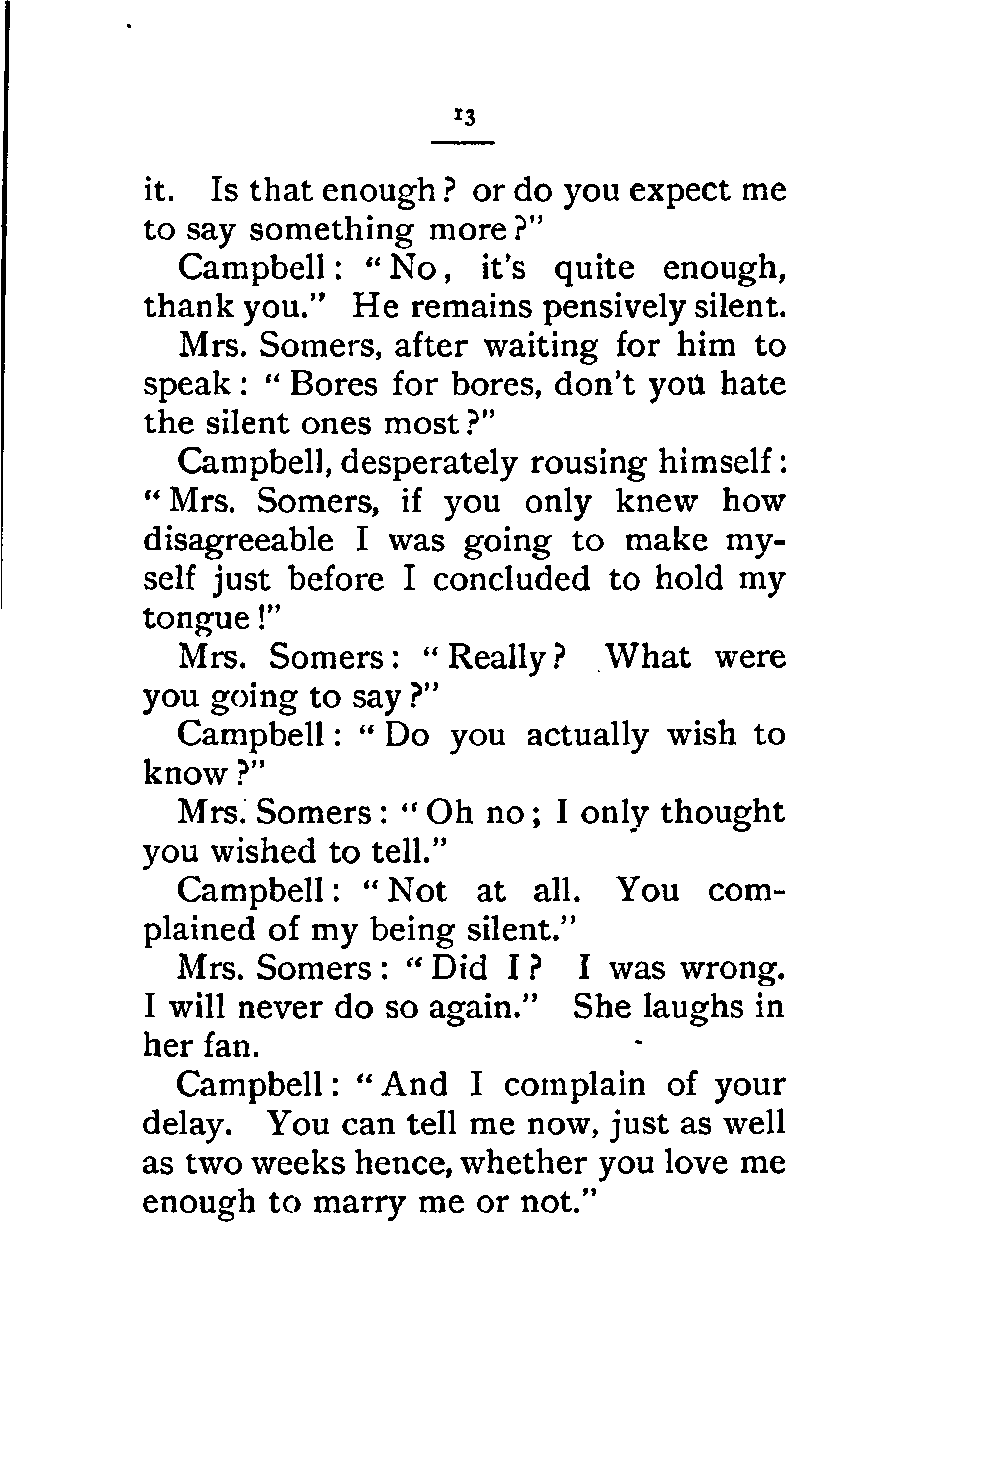 13
it. Is that enough? or do you expect me
to say something more?"
Campbell: "No, it's quite enough,
thank you." He remains pensively silent.
Mrs. Somers, after waiting for him to
speak: "Bores for bores, don't you hate
the silent ones most?"
Campbell, desperately rousing himself:
"Mrs. Somers, if you only knew how
disagreeable I was going to make my-
self just before I concluded to hold my
tongue!"
Mrs. Somers: "Really? What were
you going to say?"
Campbell: "Do you actually wish to
know?"
Mrs. Somers: "Oh no; I only thought
you wished to tell."
Campbell: "Not at all. You com-
plained of my being silent."
Mrs. Somers: "Did I? I was wrong.
I will never do so again." She laughs in
her fan.
Campbell: "And I complain of your
delay. You can tell me now, just as well
as two weeks hence, whether you love me
enough to marry me or not."